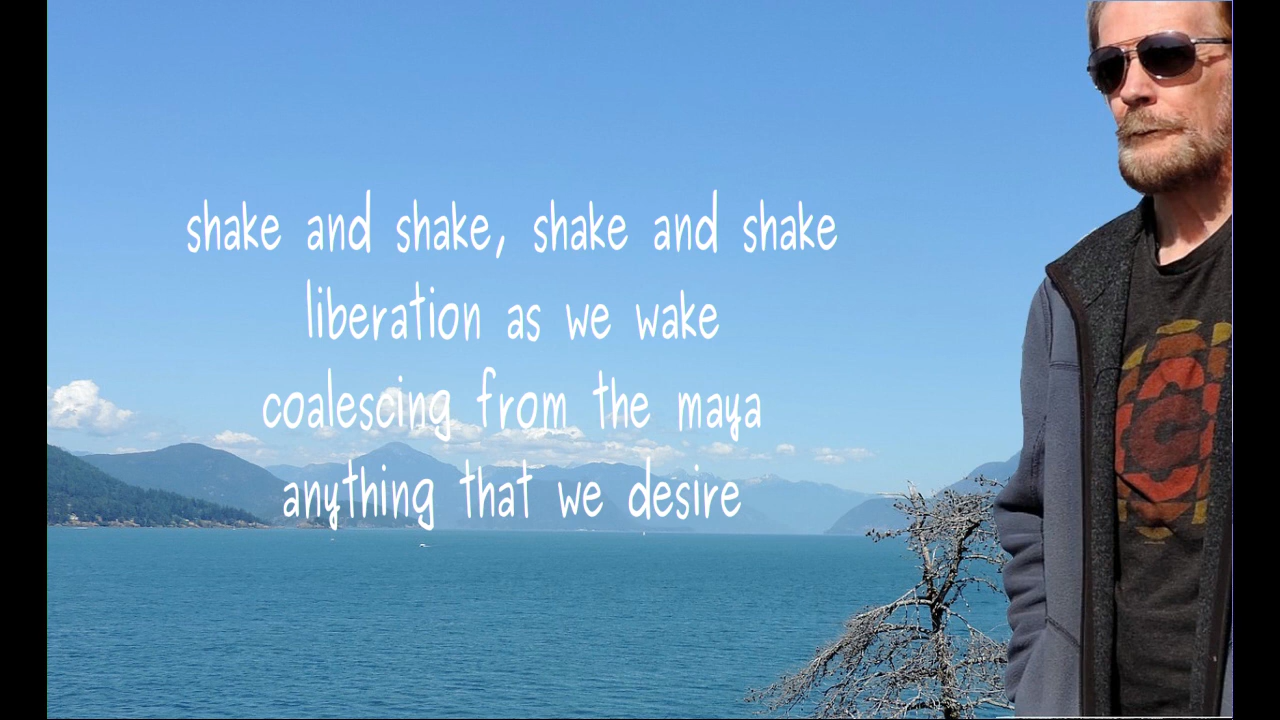 shake and shake, shake and shake
liberation as we wake
coalescing from the maya
anything that we desire